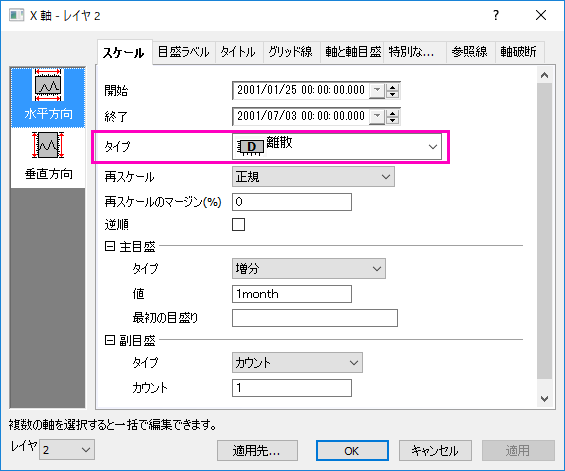 X 軸 - レイヤ 2
スケール 目盛ラベル タイトル グリッド線 軸と軸目盛 特別な... 参照線 軸破断
水平方向
垂直方向
開始 2001/01/25 00:00:00.000
終了 2001/07/03 00:00:00.000
タイプ D 離散
再スケール 正規
再スケールのマージン(%) 0
逆順
主目盛
タイプ 増分
値 1month
最初の目盛り
副目盛
タイプ カウント
カウント 1
複数の軸を選択すると一括で編集できます。
レイヤ 2 適用先... OK キャンセル 適用